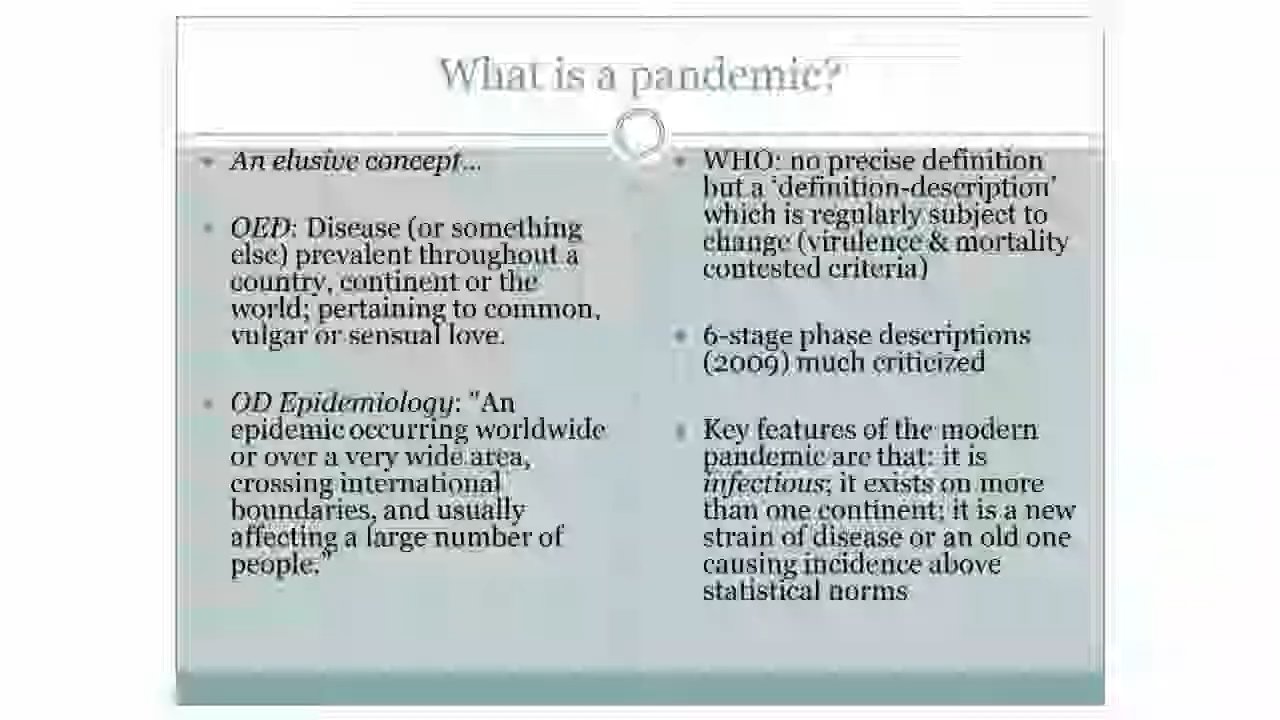 What is a pandemic?
An elusive concept...
OED: Disease (or something
else) prevalent throughout a
country, continent or the
world; pertaining to common,
vulgar or sensual love.
OD Epidemiology: "An
epidemic occurring worldwide
or over a very wide area,
crossing international
boundaries, and usually
affecting a large number of
people."
WHO: no precise definition
but a 'definition-description'
which is regularly subject to
change (virulence & mortality
contested criteria)
6-stage phase descriptions
(2009) much criticized
Key features of the modern
pandemic are that: it is
infectious; it exists on more
than one continent; it is a new
strain of disease or an old one
causing incidence above
statistical norms